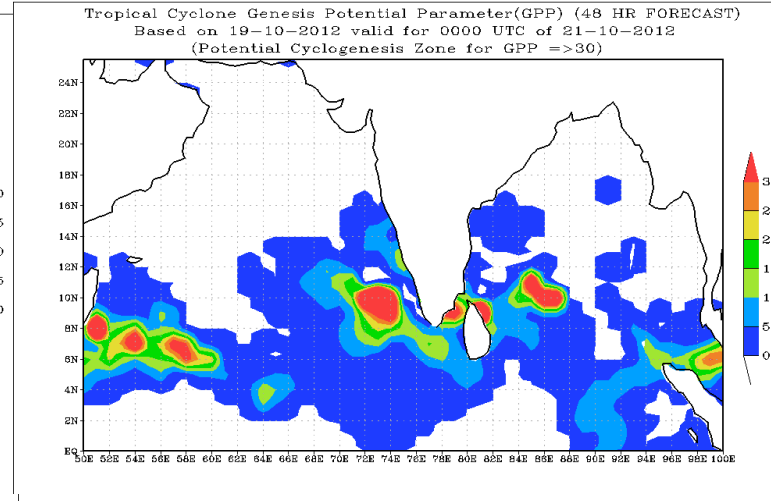 Tropical Cyclone Genesis Potential Parameter(GPP) (48 HR FORECAST)
Based on 19-10-2012 valid for 0000 UTC of 21-10-2012
(Potential Cyclogenesis Zone for GPP =>30)
24N
22N
20N
18N
16N
14N
12N
10N
8N
6N
4N
2N
EQ
50E 52E 54E 56E 58E 60E 62E 64E 66E 68E 70E 72E 74E 76E 78E 80E 82E 84E 86E 88E 90E 92E 94E 96E 98E 100E
3
2
2
1
1
5
0